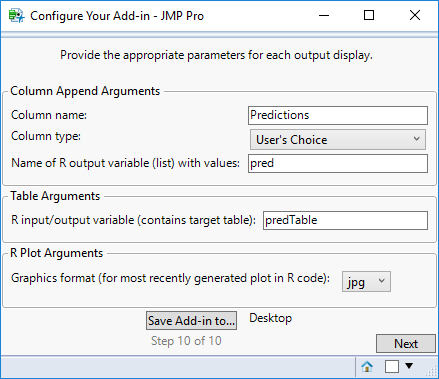 Configure Your Add-in - JMP Pro
Provide the appropriate parameters for each output display.
Column Append Arguments
Column name: Predictions
Column type: User's Choice
Name of R output variable (list) with values: pred
Table Arguments
R input/output variable (contains target table): predTable
R Plot Arguments
Graphics format (for most recently generated plot in R code): jpg
Save Add-in to... Desktop
Step 10 of 10
Next